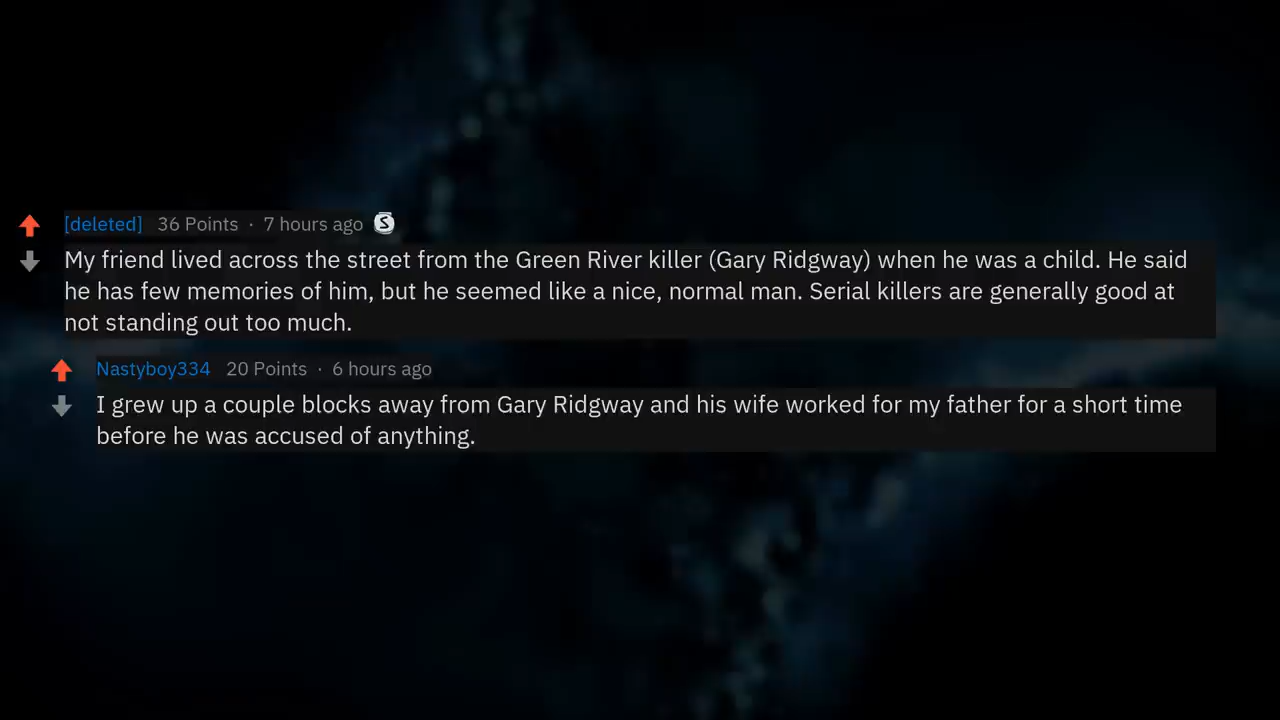 [deleted] 36 Points · 7 hours ago S
My friend lived across the street from the Green River killer (Gary Ridgway) when he was a child. He said
he has few memories of him, but he seemed like a nice, normal man. Serial killers are generally good at
not standing out too much.
Nastyboy334 20 Points · 6 hours ago
I grew up a couple blocks away from Gary Ridgway and his wife worked for my father for a short time
before he was accused of anything.